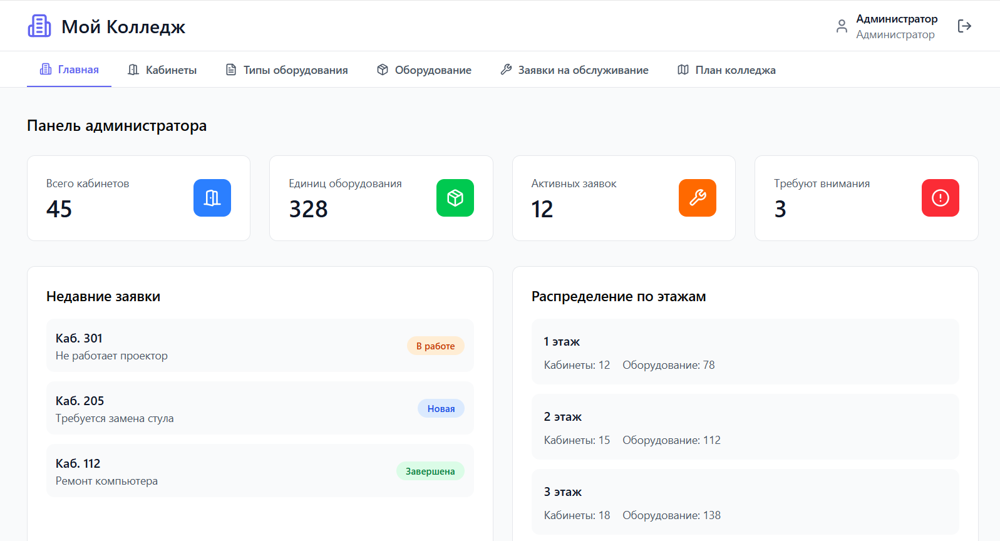 Мой Колледж
Администратор
Администратор
Главная
Кабинеты
Типы оборудования
Оборудование
Заявки на обслуживание
План колледжа
Панель администратора
Всего кабинетов
45
Единиц оборудования
328
Активных заявок
12
Требуют внимания
3
Недавние заявки
Каб. 301
Не работает проектор
В работе
Каб. 205
Требуется замена стула
Новая
Каб. 112
Ремонт компьютера
Завершена
Распределение по этажам
1 этаж
Кабинеты: 12 Оборудование: 78
2 этаж
Кабинеты: 15 Оборудование: 112
3 этаж
Кабинеты: 18 Оборудование: 138